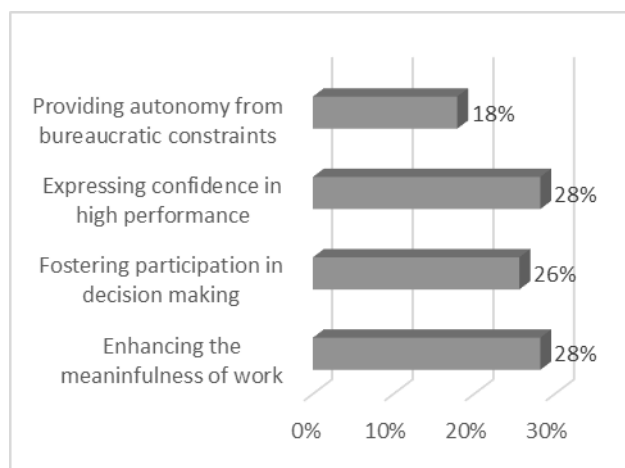 Providing autonomy from
bureaucratic constraints
18%
Expressing confidence in
high performance
28%
Fostering participation in
decision making
26%
Enhancing the
meaninfulness of work
28%
0% 10% 20% 30%